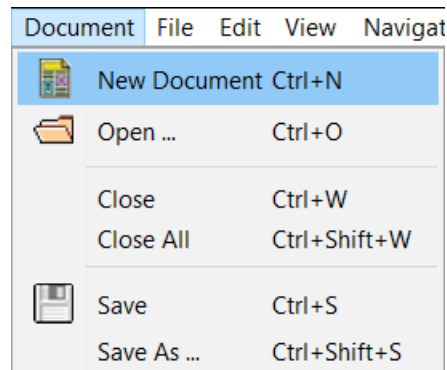 Document File Edit View Navigat
New Document Ctrl+N
Open ... Ctrl+O
Close Ctrl+W
Close All Ctrl+Shift+W
Save Ctrl+S
Save As ... Ctrl+Shift+S